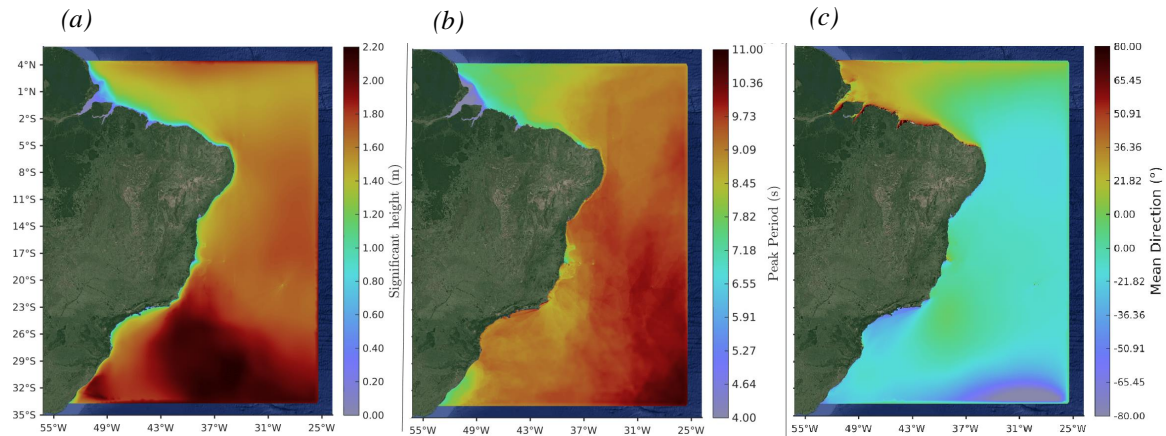 (a)
(b)
(c)
4°N
1°N
2°S
5°S
8°S
11°S
14°S
17°S
20°S
23°S
26°S
29°S
32°S
35°S
55°W
49°W
43°W
37°W
31°W
25°W
2.20
2.00
1.80
1.60
1.40
1.20
1.00
0.80
0.60
0.40
0.20
0.00
Significant height (m)
55°W
49°W
43°W
37°W
31°W
25°W
11.00
10.36
9.73
9.09
8.45
7.82
7.18
6.55
5.91
5.27
4.64
4.00
Peak Period (s)
55°W
49°W
43°W
37°W
31°W
25°W
80.00
65.45
50.91
36.36
21.82
0.00
0.00
-21.82
-36.36
-50.91
-65.45
-80.00
Mean Direction (°)